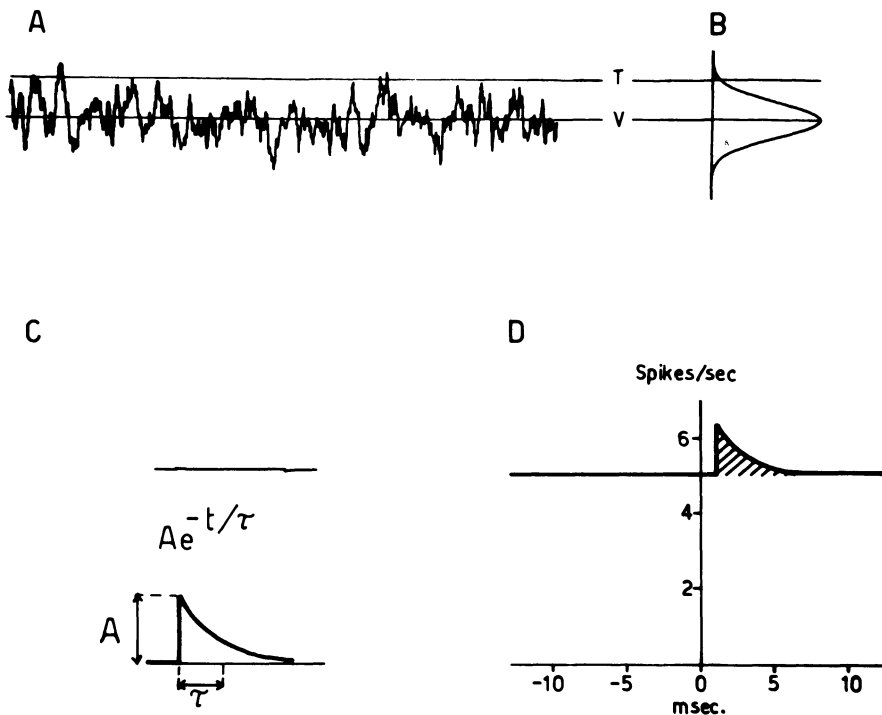 A
B
T
V
C
D
Spikes/sec
6
4
2
Ae^{-t/τ}
A
τ
-10 -5 0 5 10
msec.